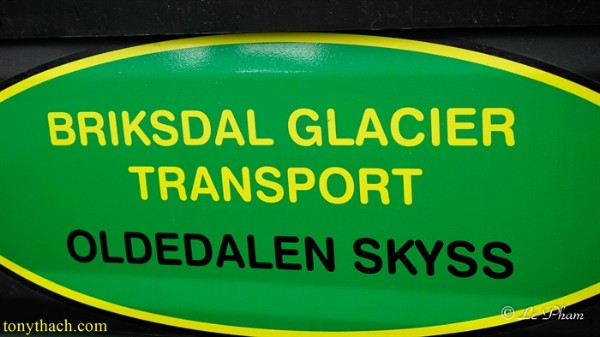 BRIKSDAL GLACIER
TRANSPORT
OLDEDALEN SKYSS
© Le Pham
tonythach.com